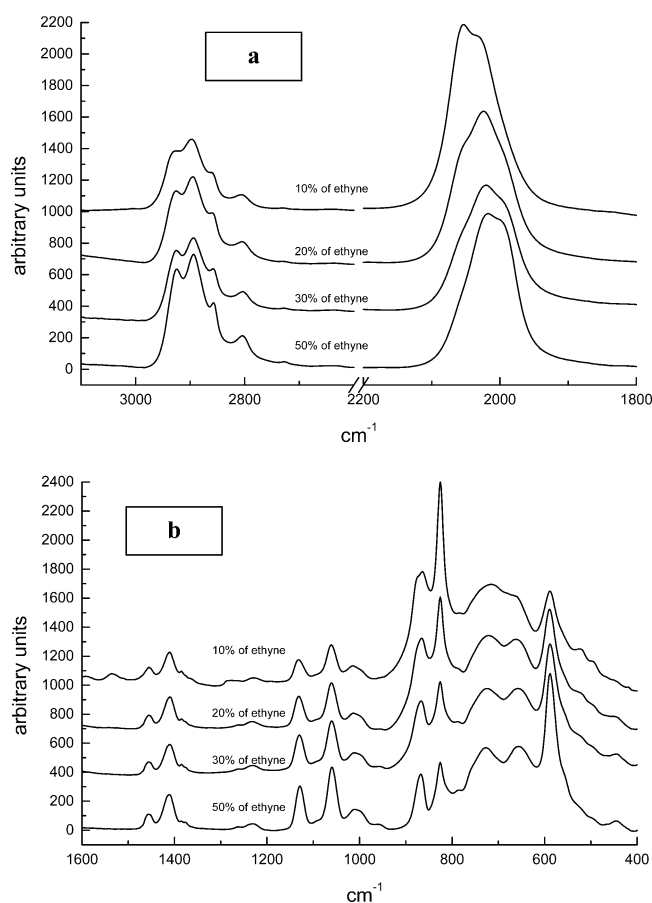 2200
2000
1800
1600
1400
1200
1000
800
600
400
200
0
arbitrary units
a
10% of ethyne
20% of ethyne
30% of ethyne
50% of ethyne
3000
2800
2200
2000
1800
cm-1
2400
2200
2000
1800
1600
1400
1200
1000
800
600
400
200
0
arbitrary units
b
10% of ethyne
20% of ethyne
30% of ethyne
50% of ethyne
1600
1400
1200
1000
800
600
400
cm-1